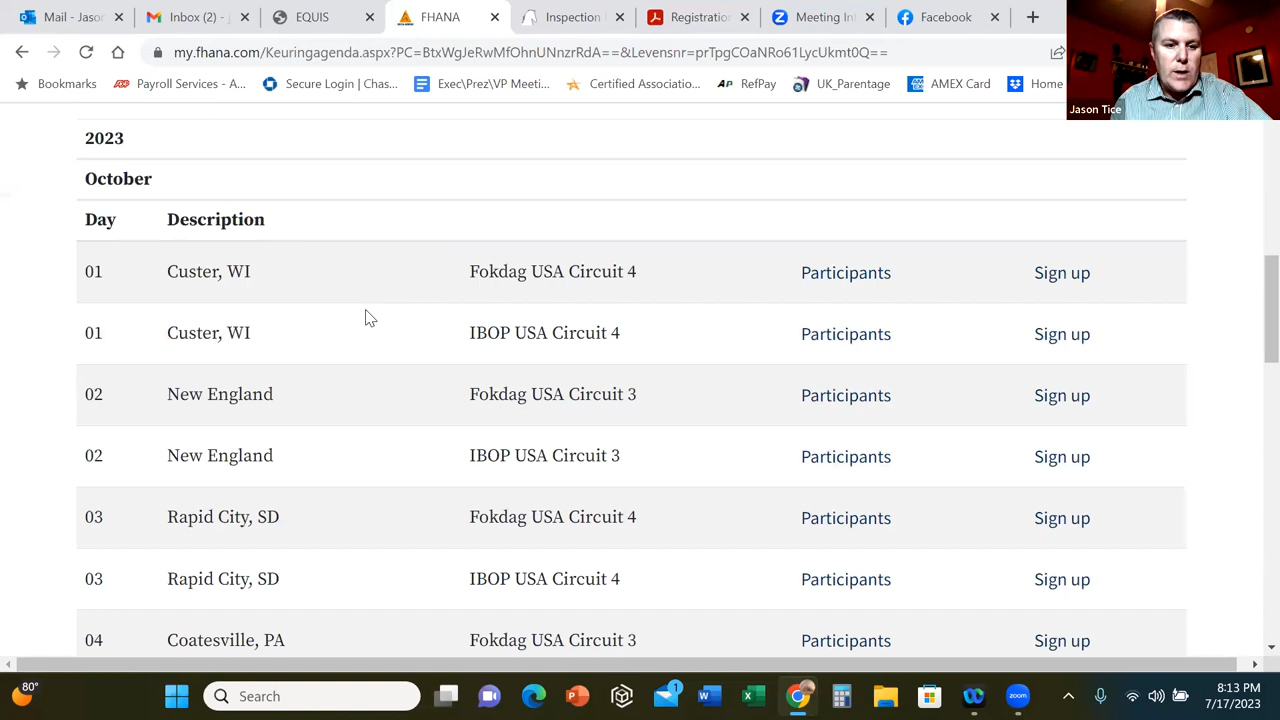 Mail - Jason
Inbox (2) - j
EQUIS
FHANA
Inspection
Registration
Meeting
Facebook
my.fhana.com/Keuringagenda.aspx?PC=BtxWgJeRwMfOhnUNnzrRdA==&Levensnr=prTpgCOaNRo61LycUkmf0Q==
Bookmarks
Payroll Services - A...
Secure Login | Chas...
Exec\Prez\VP Meeti...
Certified Associatio...
RefPay
UK_Parentage
AMEX Card
Home
Jason Tice
2023
October
Day Description
01 Custer, WI Fokdag USA Circuit 4 Participants Sign up
01 Custer, WI IBOP USA Circuit 4 Participants Sign up
02 New England Fokdag USA Circuit 3 Participants Sign up
02 New England IBOP USA Circuit 3 Participants Sign up
03 Rapid City, SD Fokdag USA Circuit 4 Participants Sign up
03 Rapid City, SD IBOP USA Circuit 4 Participants Sign up
04 Coatesville, PA Fokdag USA Circuit 3 Participants Sign up
80°
Search
1
zoom
8:13 PM
7/17/2023